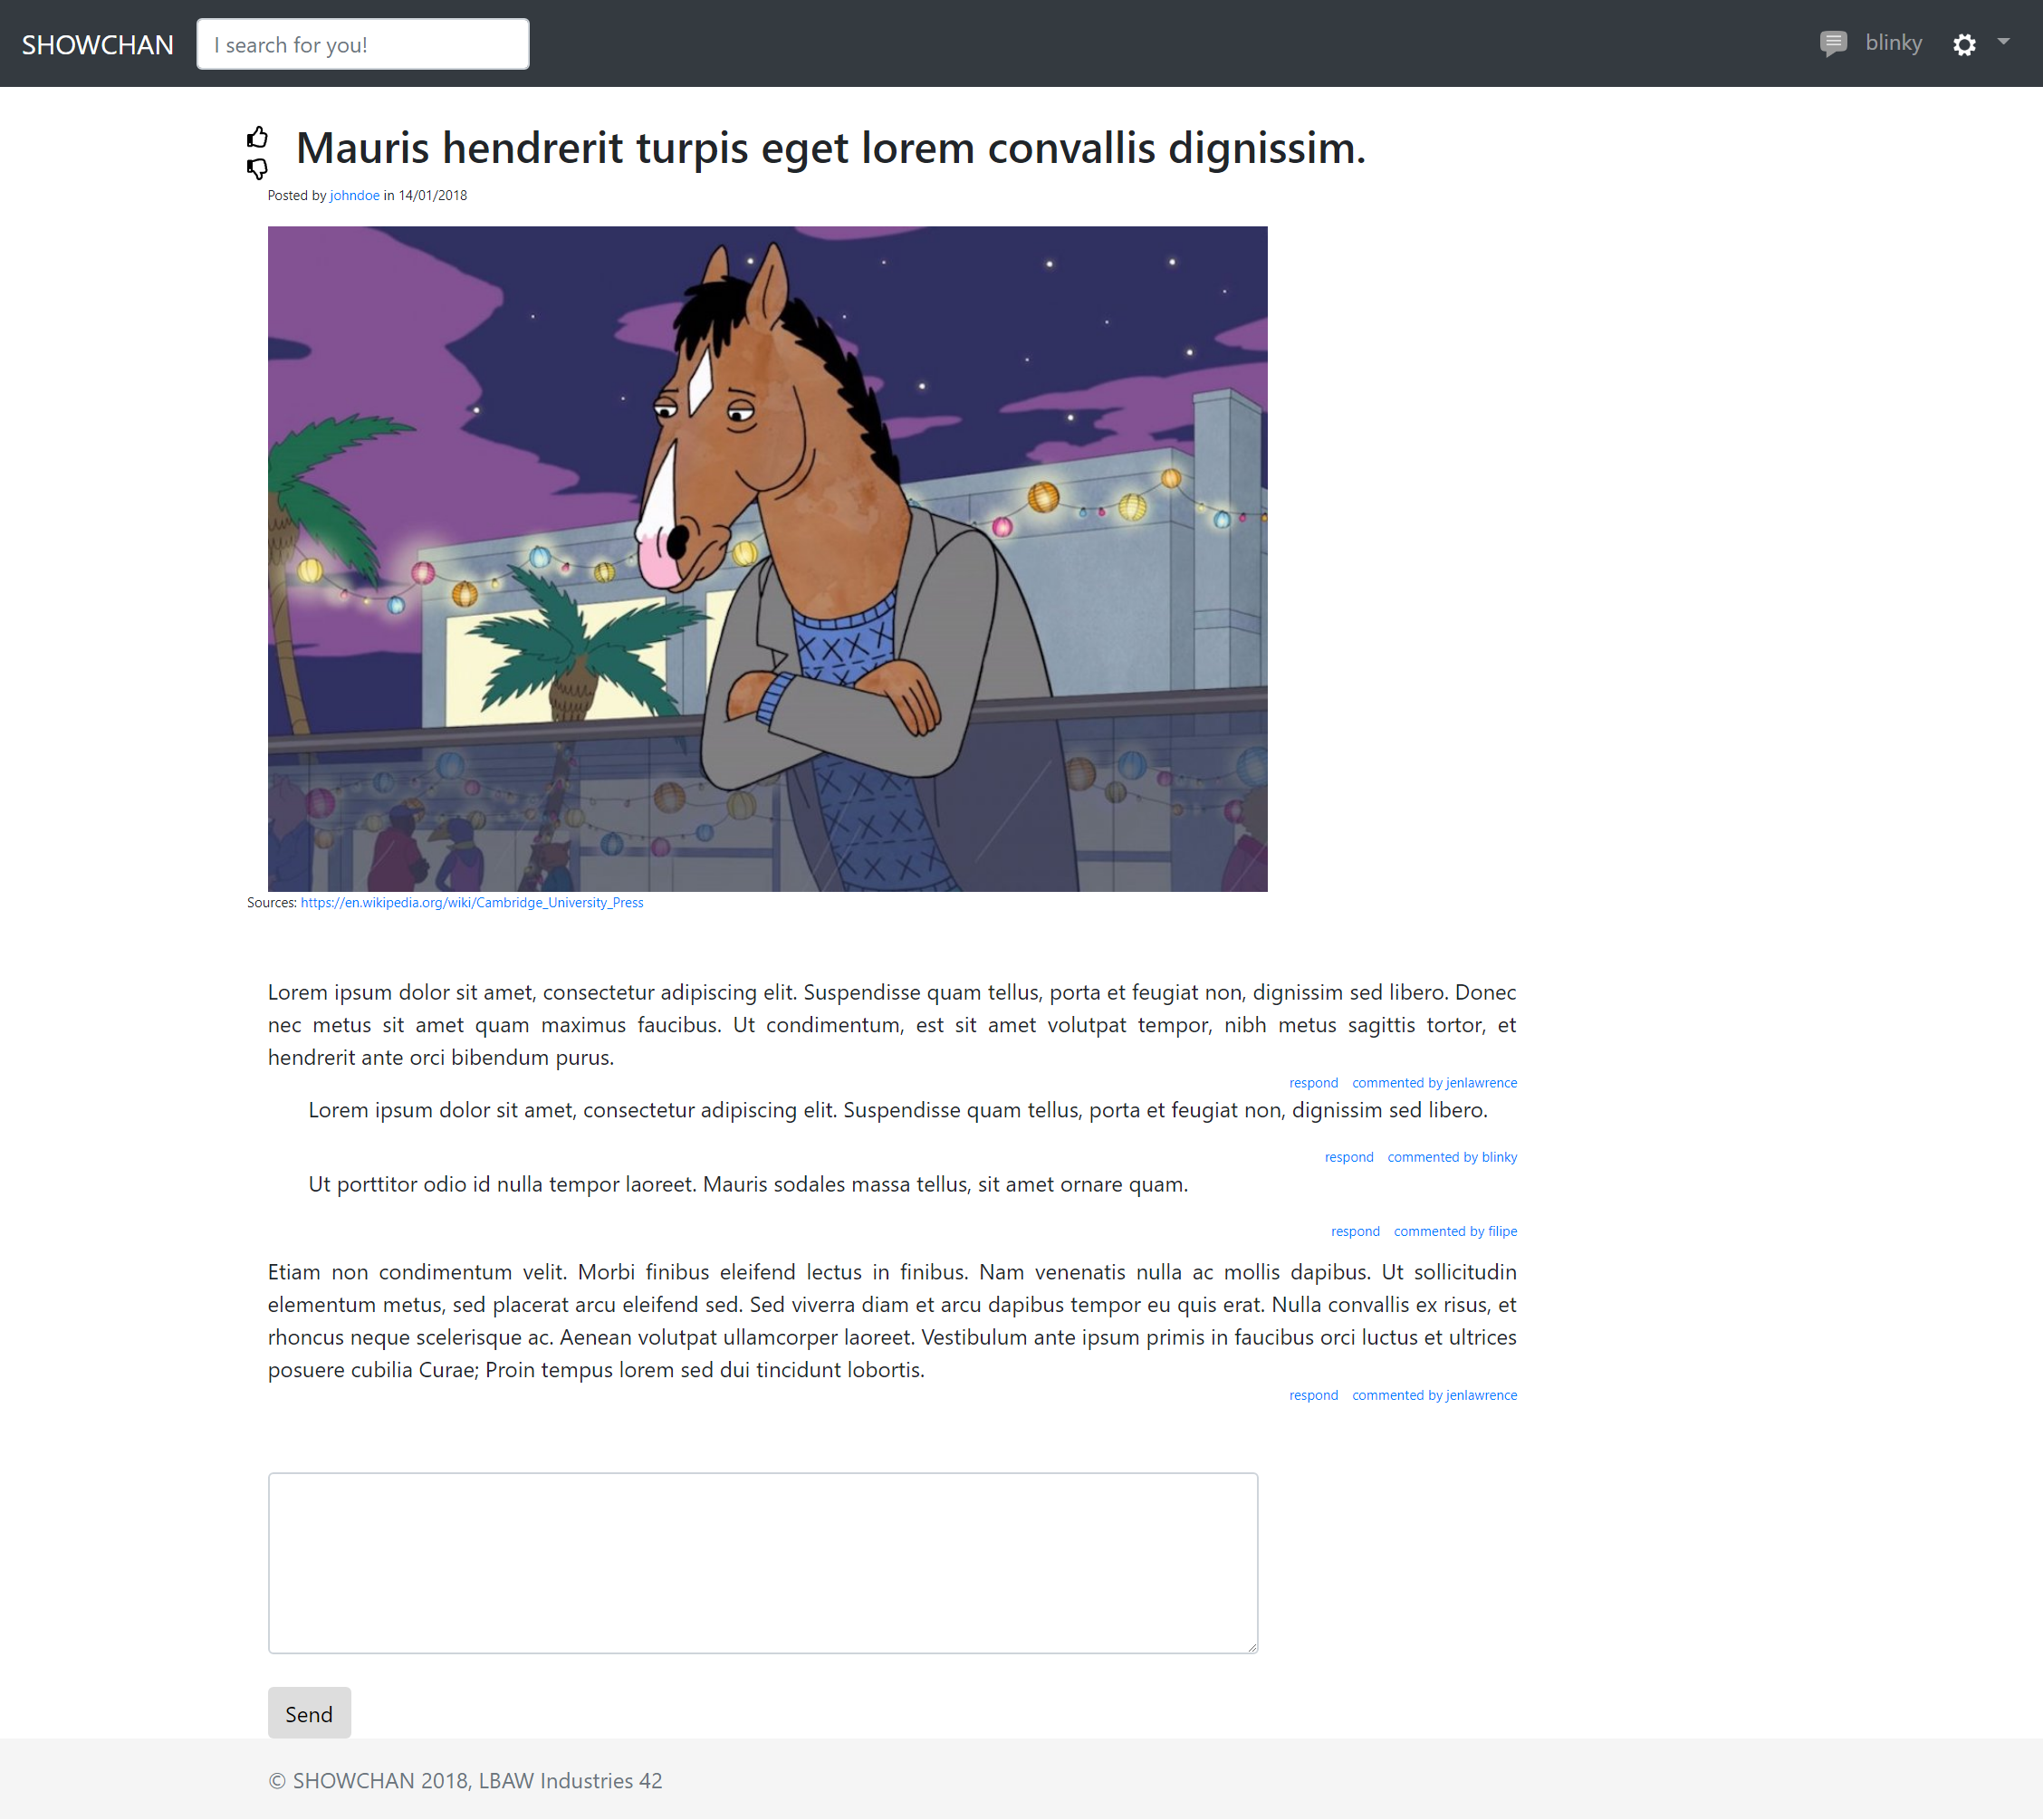 SHOWCHAN
I search for you!
blinky
Mauris hendrerit turpis eget lorem convallis dignissim.
Posted by johndoe in 14/01/2018
Sources: https://en.wikipedia.org/wiki/Cambridge_University_Press
Lorem ipsum dolor sit amet, consectetur adipiscing elit. Suspendisse quam tellus, porta et feugiat non, dignissim sed libero. Donec
nec metus sit amet quam maximus faucibus. Ut condimentum, est sit amet volutpat tempor, nibh metus sagittis tortor, et
hendrerit ante orci bibendum purus.
respond commented by jenlawrence
Lorem ipsum dolor sit amet, consectetur adipiscing elit. Suspendisse quam tellus, porta et feugiat non, dignissim sed libero.
respond commented by blinky
Ut porttitor odio id nulla tempor laoreet. Mauris sodales massa tellus, sit amet ornare quam.
respond commented by filipe
Etiam non condimentum velit. Morbi finibus eleifend lectus in finibus. Nam venenatis nulla ac mollis dapibus. Ut sollicitudin
elementum metus, sed placerat arcu eleifend sed. Sed viverra diam et arcu dapibus tempor eu quis erat. Nulla convallis ex risus, et
rhoncus neque scelerisque ac. Aenean volutpat ullamcorper laoreet. Vestibulum ante ipsum primis in faucibus orci luctus et ultrices
posuere cubilia Curae; Proin tempus lorem sed dui tincidunt lobortis.
respond commented by jenlawrence
Send
© SHOWCHAN 2018, LBAW Industries 42